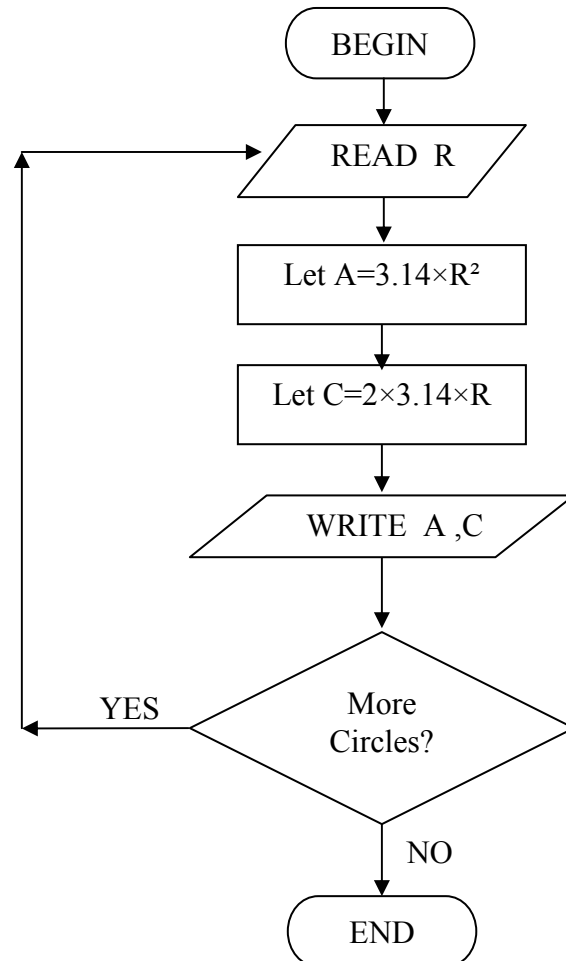 BEGIN
READ R
Let A=3.14×R²
Let C=2×3.14×R
WRITE A ,C
More
Circles?
YES
NO
END